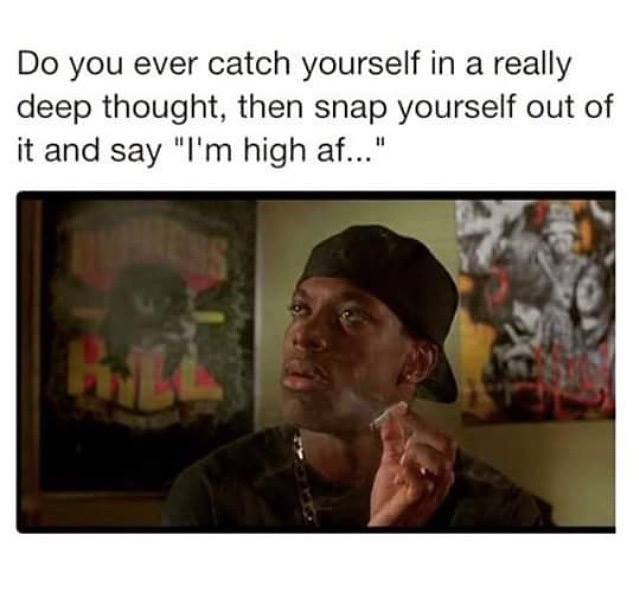 Do you ever catch yourself in a really
deep thought, then snap yourself out of
it and say "I'm high af..."
HILL